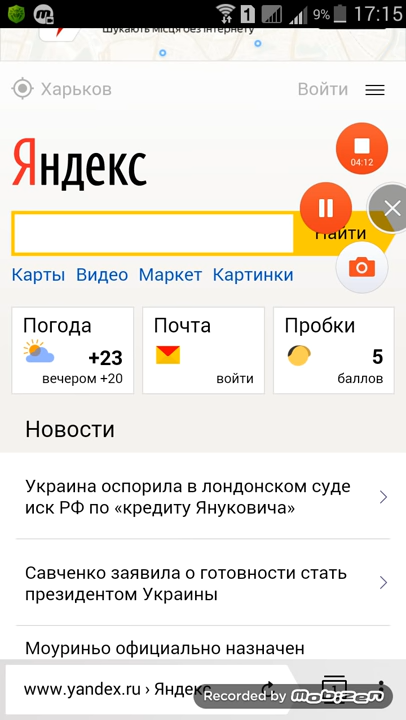 1
9%
17:15
шукають місця без інтернету
Харьков
Войти
Яндекс
04:12
Найти
Карты Видео Маркет Картинки
Погода
+23
вечером +20
Почта
войти
Пробки
5
баллов
Новости
Украина оспорила в лондонском суде
иск РФ по «кредиту Януковича»
Савченко заявила о готовности стать
президентом Украины
Моуриньо официально назначен
www.yandex.ru › Яндекс
Recorded by MOBIZEN